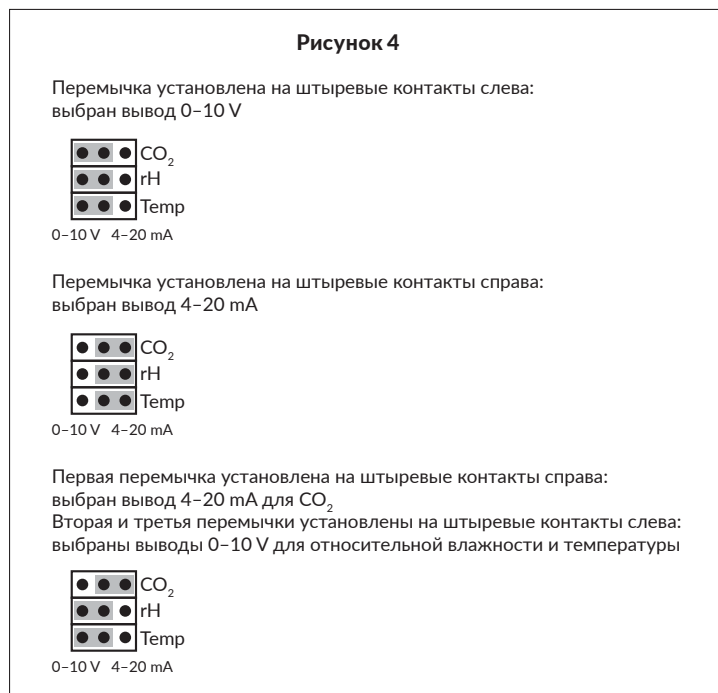 Рисунок 4
Перемычка установлена на штыревые контакты слева:
выбран вывод 0–10 V
CO₂
rH
Temp
0–10 V 4–20 mA
Перемычка установлена на штыревые контакты справа:
выбран вывод 4–20 mA
CO₂
rH
Temp
0–10 V 4–20 mA
Первая перемычка установлена на штыревые контакты справа:
выбран вывод 4–20 mA для CO₂
Вторая и третья перемычки установлены на штыревые контакты слева:
выбраны выводы 0–10 V для относительной влажности и температуры
CO₂
rH
Temp
0–10 V 4–20 mA